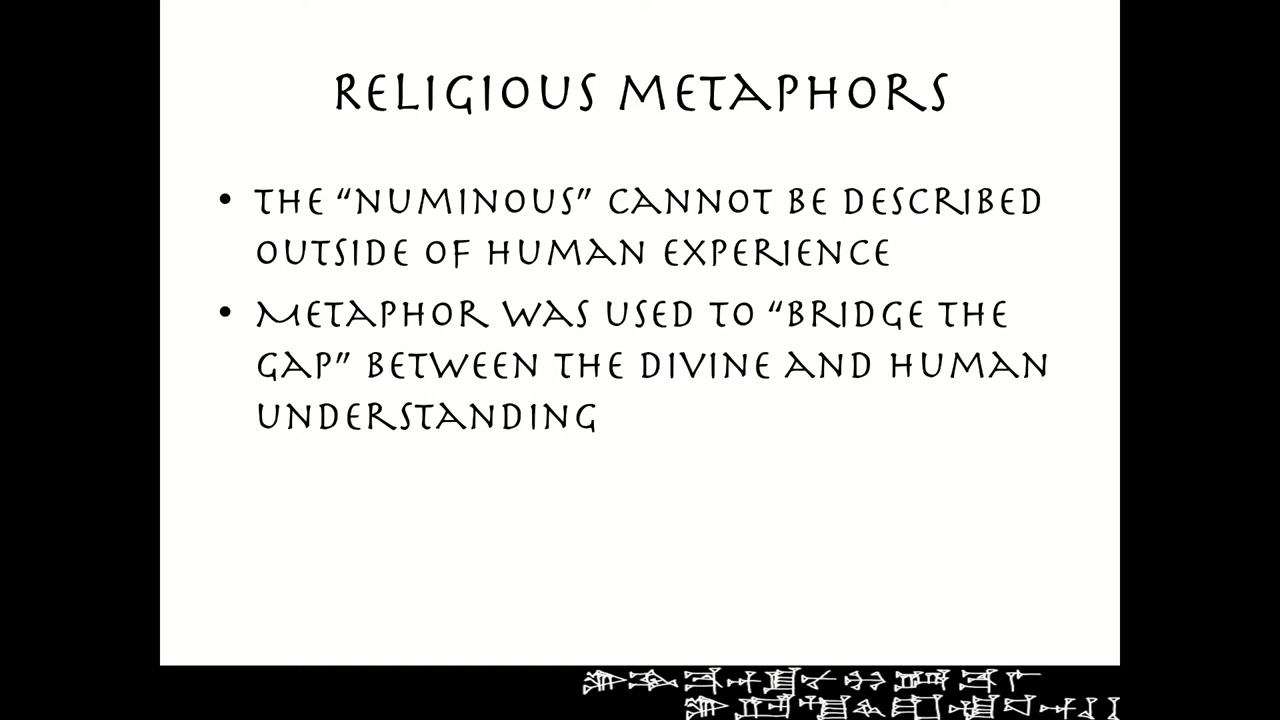 Religious Metaphors
• The “numinous” cannot be described
outside of human experience
• Metaphor was used to “bridge the
gap” between the divine and human
understanding